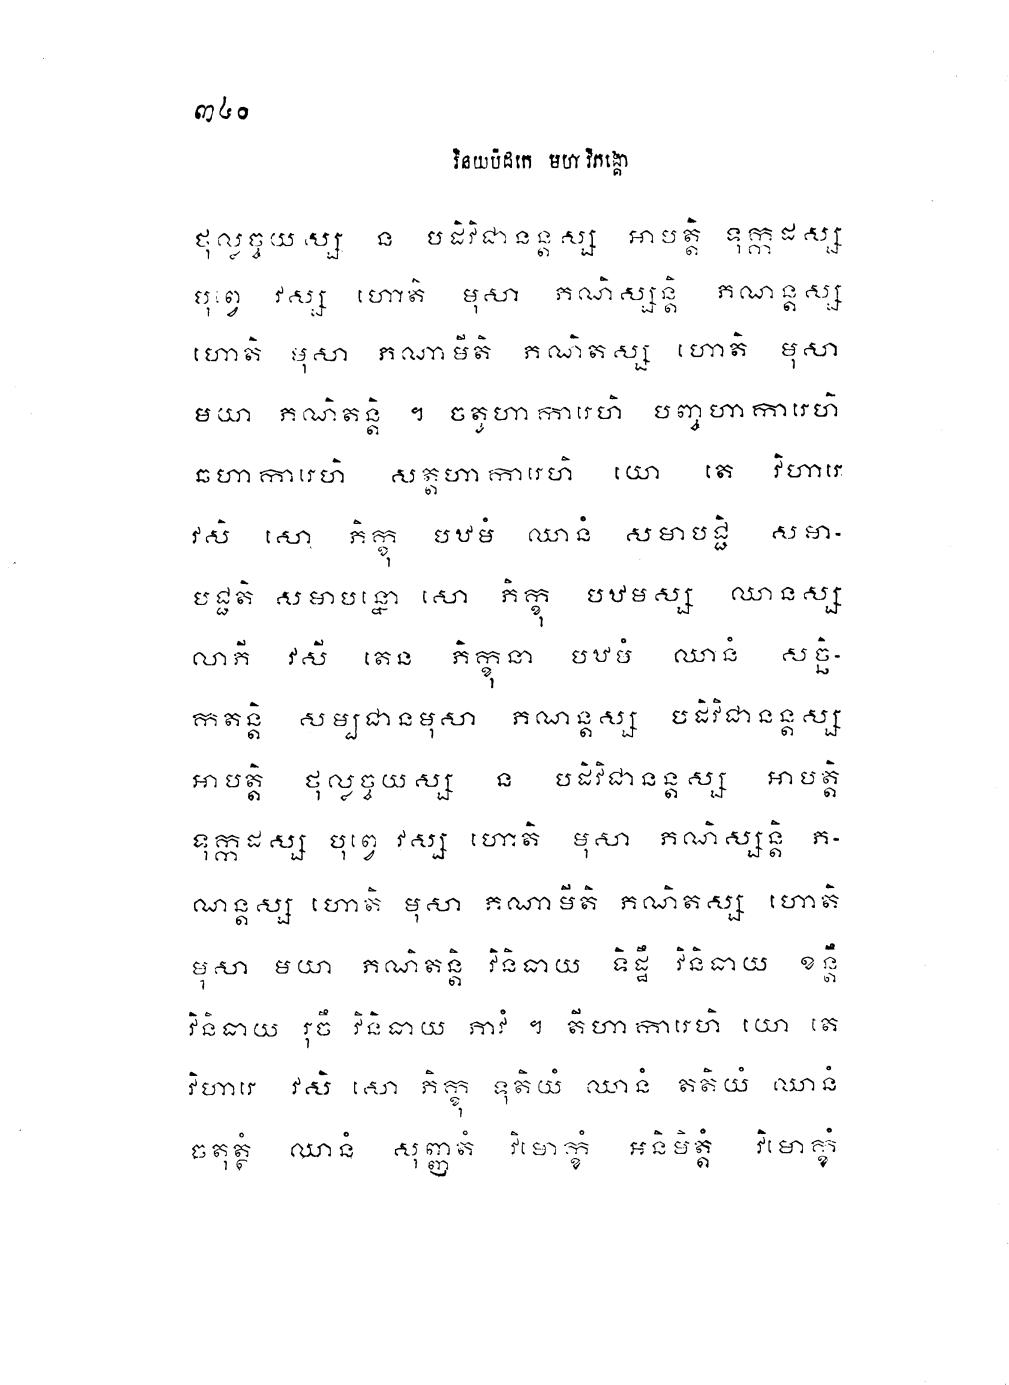 ៣៤០
វិនយបិដកេ មហាវិភង្គោ
ថុល្លច្ចយស្ស ន បដិវិជានន្តស្ស អាបត្តិ ទុក្កដស្ស
បុព្វេ វស្ស ហោតិ មុសា ភណិស្សន្តិ ភណន្តស្ស
ហោតិ មុសា ភណាមីតិ ភណិតស្ស ហោតិ មុសា
មយា ភណិតន្តិ ។ ចតូហាការេហិ បញ្ចហាការេហិ
ឆហាការេហិ សត្តហាការេហិ យោ តេ វិហារេ
វសិ សោ ភិក្ខុ បឋមំ ឈានំ សមាបជ្ជិ សមា-
បជ្ជតិ សមាបន្នោ សោ ភិក្ខុ បឋមស្ស ឈានស្ស
លាភី វសី តេន ភិក្ខុនា បឋមំ ឈានំ សច្ឆិ-
កតន្តិ សម្បជានមុសា ភណន្តស្ស បដិវិជានន្តស្ស
អាបត្តិ ថុល្លច្ចយស្ស ន បដិវិជានន្តស្ស អាបត្តិ
ទុក្កដស្ស បុព្វេ វស្ស ហោតិ មុសា ភណិស្សន្តិ ភ-
ណន្តស្ស ហោតិ មុសា ភណាមីតិ ភណិតស្ស ហោតិ
មុសា មយា ភណិតន្តិ វិនិធាយ ទិដ្ឋឹ វិនិធាយ ខន្តឹ
វិនិធាយ រុចឹ វិនិធាយ ភាវំ ។ តីហាការេហិ យោ តេ
វិហារេ វសិ សោ ភិក្ខុ ទុតិយំ ឈានំ តតិយំ ឈានំ
ចតុត្ថំ ឈានំ សុញ្ញតំ វិមោក្ខំ អនិមិត្តំ វិមោក្ខំ